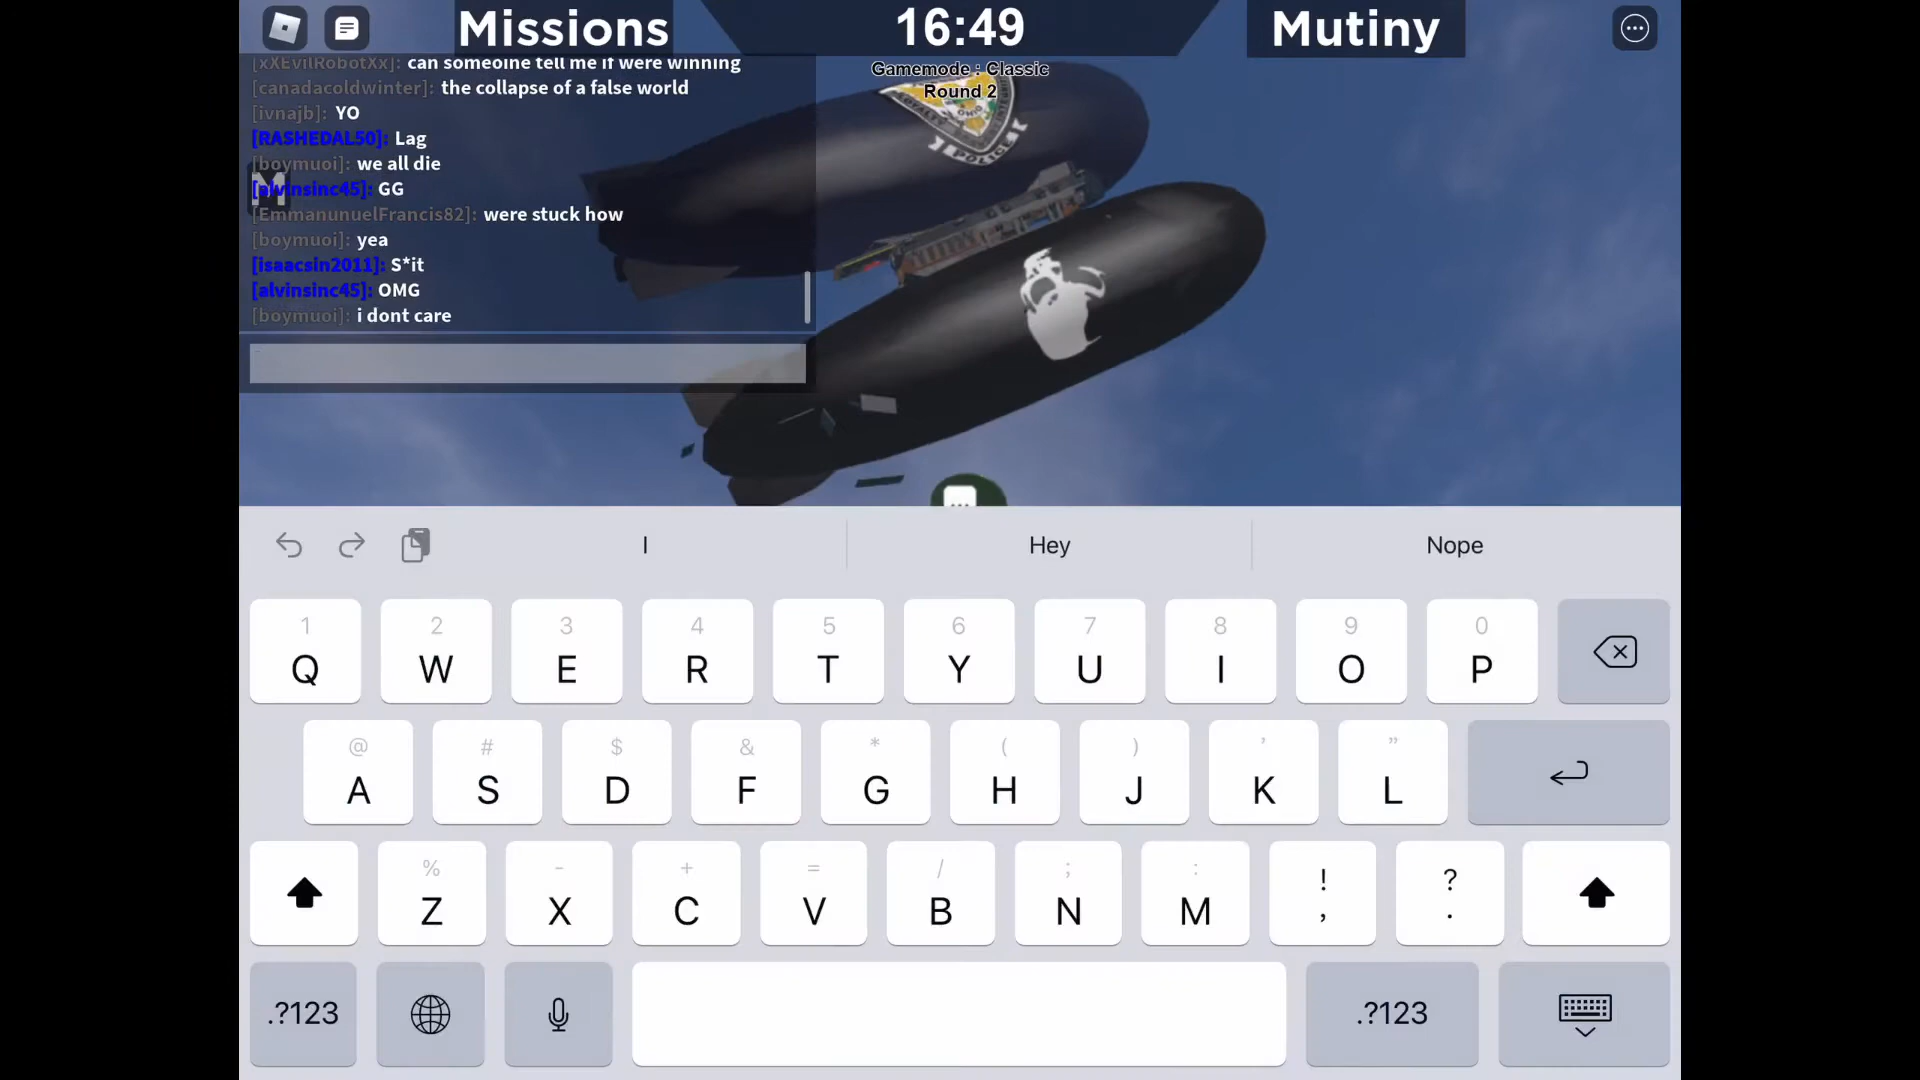 Missions
16:49
Mutiny
Gamemode : Classic
Round 2
LOYALTY
OHIO
POLICE
[xXEvilRobotXx]: can someone tell me if were winning
[canadacoldwinter]: the collapse of a false world
[ivnajb]: YO
[RASHEDAL50]: Lag
[boymuoi]: we all die
M
[alvinsinc45]: GG
[EmmanunuelFrancis82]: were stuck how
[boymuoi]: yea
[isaacsin2011]: S*it
[alvinsinc45]: OMG
[boymuoi]: i dont care
...
I Hey Nope
1 2 3 4 5 6 7 8 9 0
Q W E R T Y U I O P
@ # $ & * ( ) ' "
A S D F G H J K L
% - + = / ; : ! ?
Z X C V B N M , .
.?123 .?123